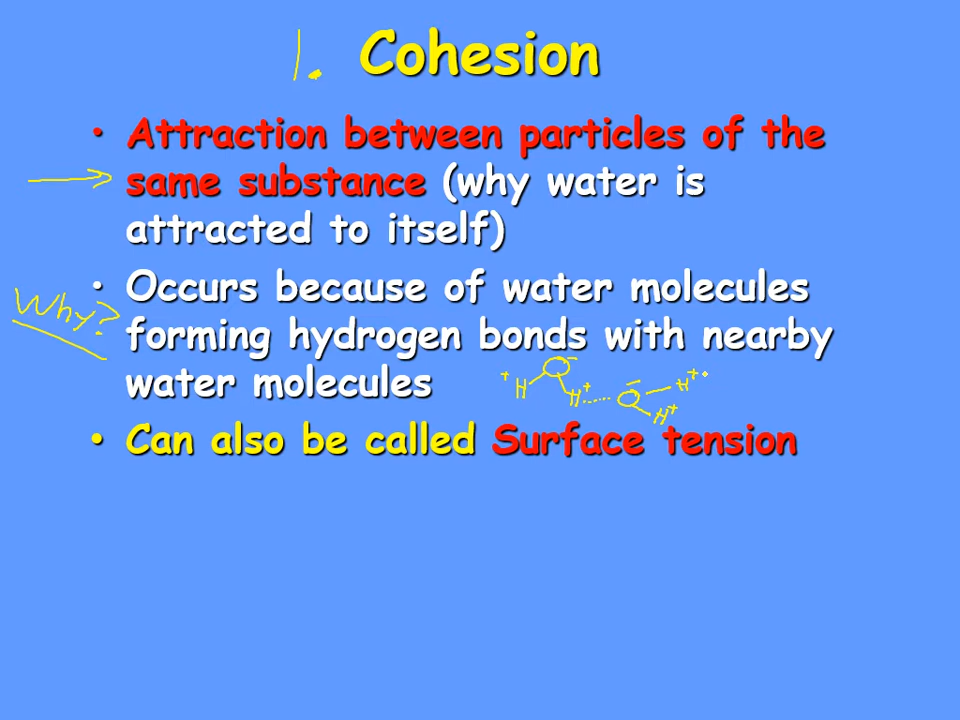 1. Cohesion
• Attraction between particles of the
same substance (why water is
attracted to itself)
• Occurs because of water molecules
Why?
forming hydrogen bonds with nearby
water molecules
+H O− H+ ...... O− H+ H+
• Can also be called Surface tension